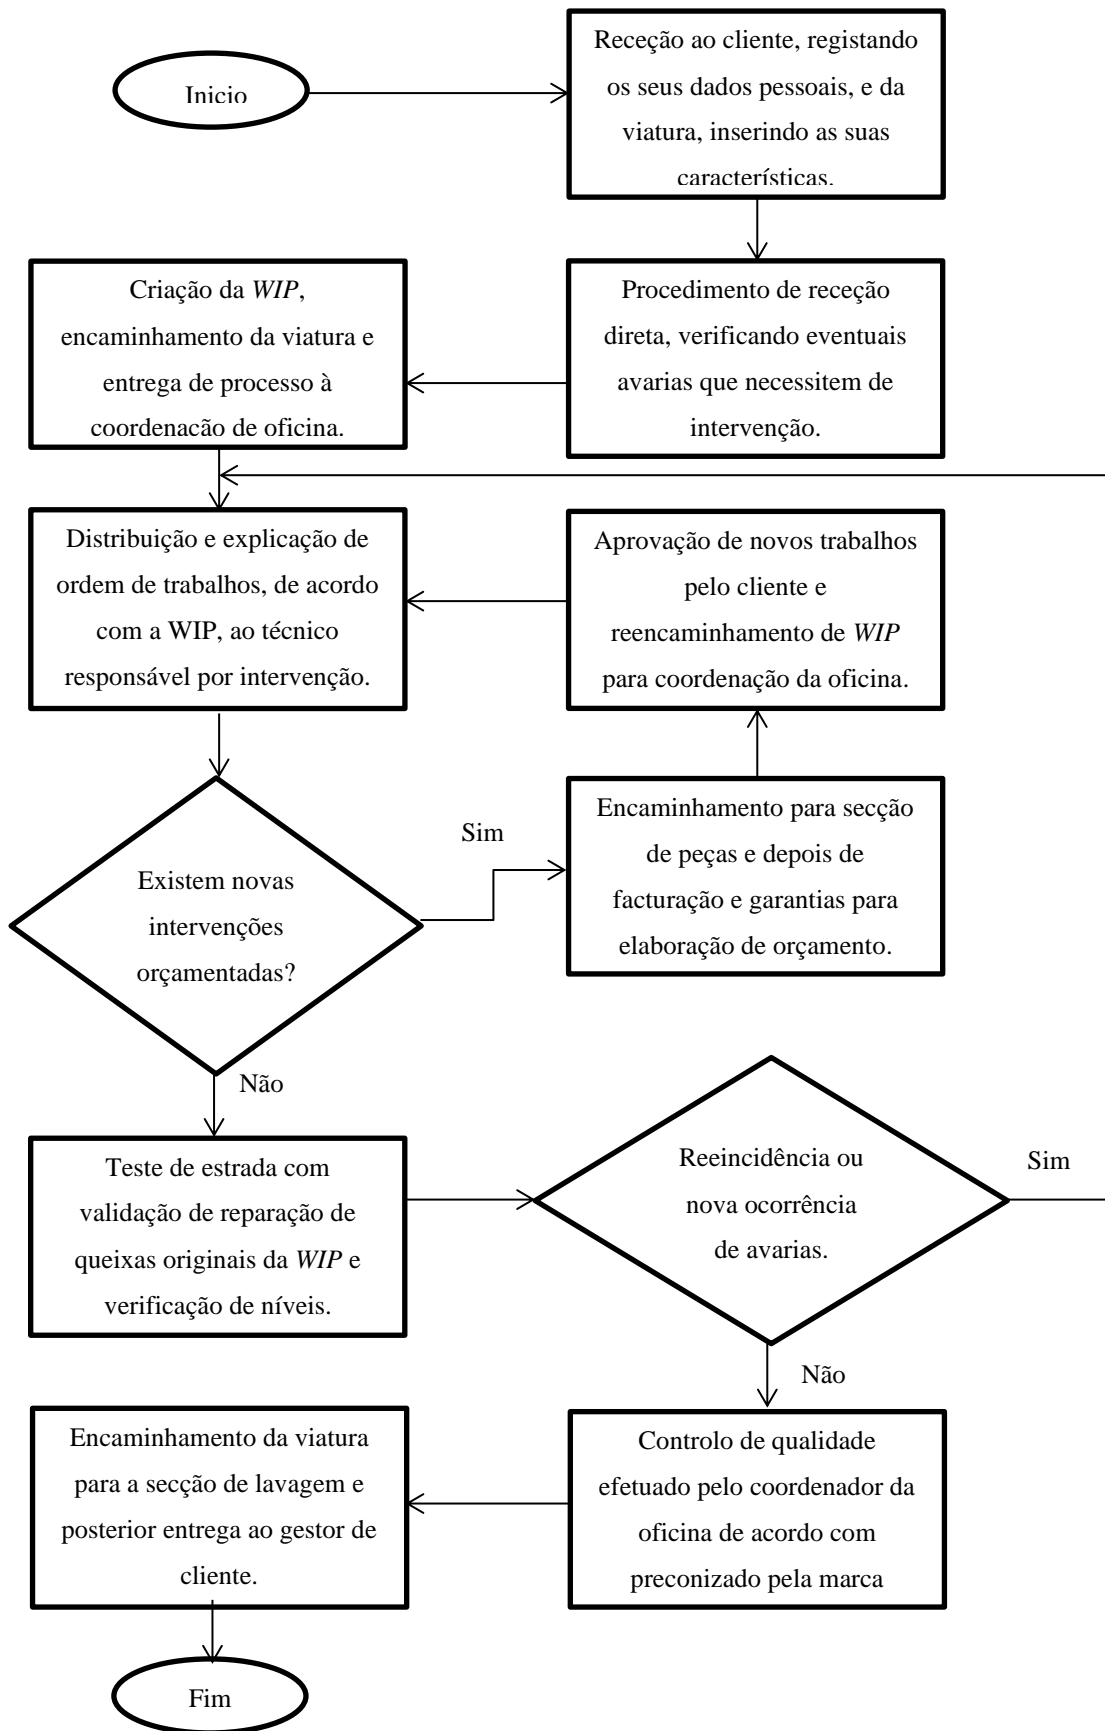 Inicio
Receção ao cliente, registando
os seus dados pessoais, e da
viatura, inserindo as suas
características.
Procedimento de receção
direta, verificando eventuais
avarias que necessitem de
intervenção.
Criação da WIP,
encaminhamento da viatura e
entrega de processo à
coordenação de oficina.
Distribuição e explicação de
ordem de trabalhos, de acordo
com a WIP, ao técnico
responsável por intervenção.
Aprovação de novos trabalhos
pelo cliente e
reencaminhamento de WIP
para coordenação da oficina.
Existem novas
intervenções
orçamentadas?
Sim
Encaminhamento para secção
de peças e depois de
facturação e garantias para
elaboração de orçamento.
Não
Teste de estrada com
validação de reparação de
queixas originais da WIP e
verificação de níveis.
Reeincidência ou
nova ocorrência
de avarias.
Sim
Não
Controlo de qualidade
efetuado pelo coordenador da
oficina de acordo com
preconizado pela marca
Encaminhamento da viatura
para a secção de lavagem e
posterior entrega ao gestor de
cliente.
Fim